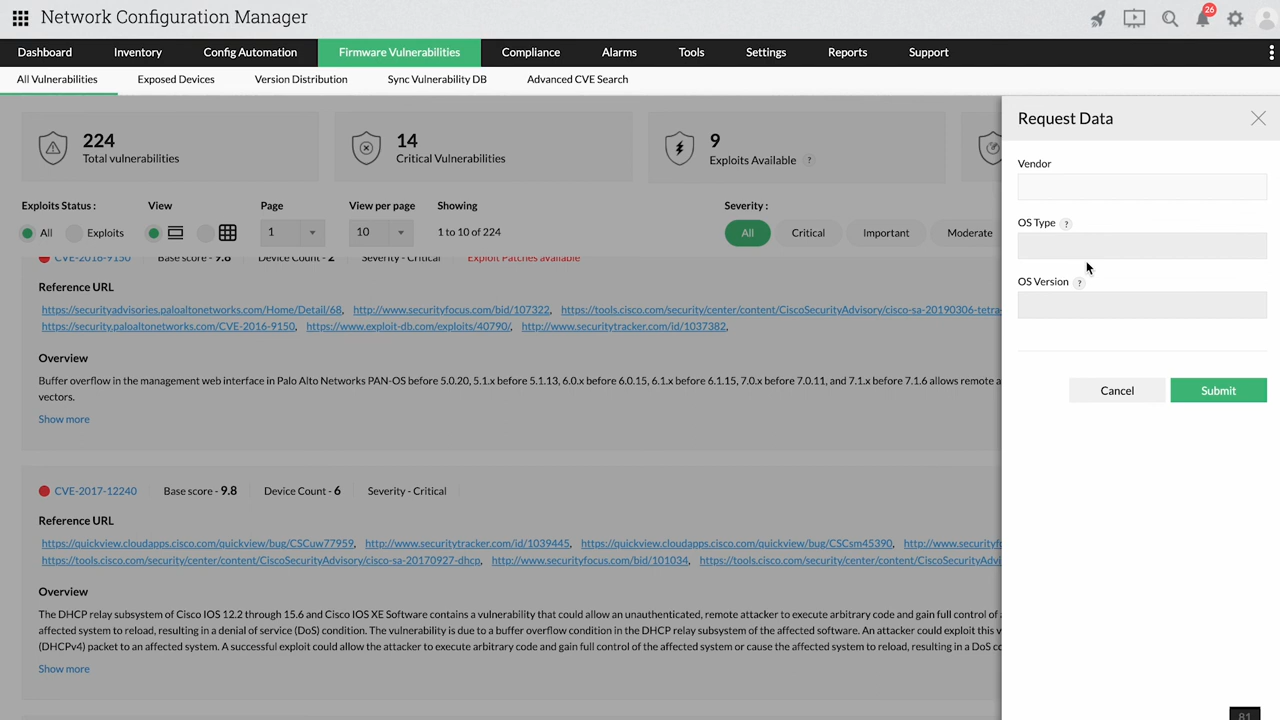 Network Configuration Manager
26
Dashboard Inventory Config Automation Firmware Vulnerabilities Compliance Alarms Tools Settings Reports Support
All Vulnerabilities Exposed Devices Version Distribution Sync Vulnerability DB Advanced CVE Search
224
Total vulnerabilities
14
Critical Vulnerabilities
9
Exploits Available ?
Exploits Status : View Page View per page Showing Severity :
All Exploits 1 10 1 to 10 of 224 All Critical Important Moderate
CVE-2016-9150 Base score - 9.8 Device Count - 2 Severity - Critical Exploit Patches available
Reference URL
https://securityadvisories.paloaltonetworks.com/Home/Detail/68, http://www.securityfocus.com/bid/107322, https://tools.cisco.com/security/center/content/CiscoSecurityAdvisory/cisco-sa-20190306-tetra-
https://security.paloaltonetworks.com/CVE-2016-9150, https://www.exploit-db.com/exploits/40790/, http://www.securitytracker.com/id/1037382,
Overview
Buffer overflow in the management web interface in Palo Alto Networks PAN-OS before 5.0.20, 5.1.x before 5.1.13, 6.0.x before 6.0.15, 6.1.x before 6.1.15, 7.0.x before 7.0.11, and 7.1.x before 7.1.6 allows remote a
vectors.
Show more
CVE-2017-12240 Base score - 9.8 Device Count - 6 Severity - Critical
Reference URL
https://quickview.cloudapps.cisco.com/quickview/bug/CSCuw77959, http://www.securitytracker.com/id/1039445, https://quickview.cloudapps.cisco.com/quickview/bug/CSCsm45390, http://www.securityf
https://tools.cisco.com/security/center/content/CiscoSecurityAdvisory/cisco-sa-20170927-dhcp, http://www.securityfocus.com/bid/101034, https://tools.cisco.com/security/center/content/CiscoSecurityAdvi
Overview
The DHCP relay subsystem of Cisco IOS 12.2 through 15.6 and Cisco IOS XE Software contains a vulnerability that could allow an unauthenticated, remote attacker to execute arbitrary code and gain full control of
affected system to reload, resulting in a denial of service (DoS) condition. The vulnerability is due to a buffer overflow condition in the DHCP relay subsystem of the affected software. An attacker could exploit this v
(DHCPv4) packet to an affected system. A successful exploit could allow the attacker to execute arbitrary code and gain full control of the affected system or cause the affected system to reload, resulting in a DoS co
Show more
Request Data
Vendor
OS Type ?
OS Version ?
Cancel Submit
81